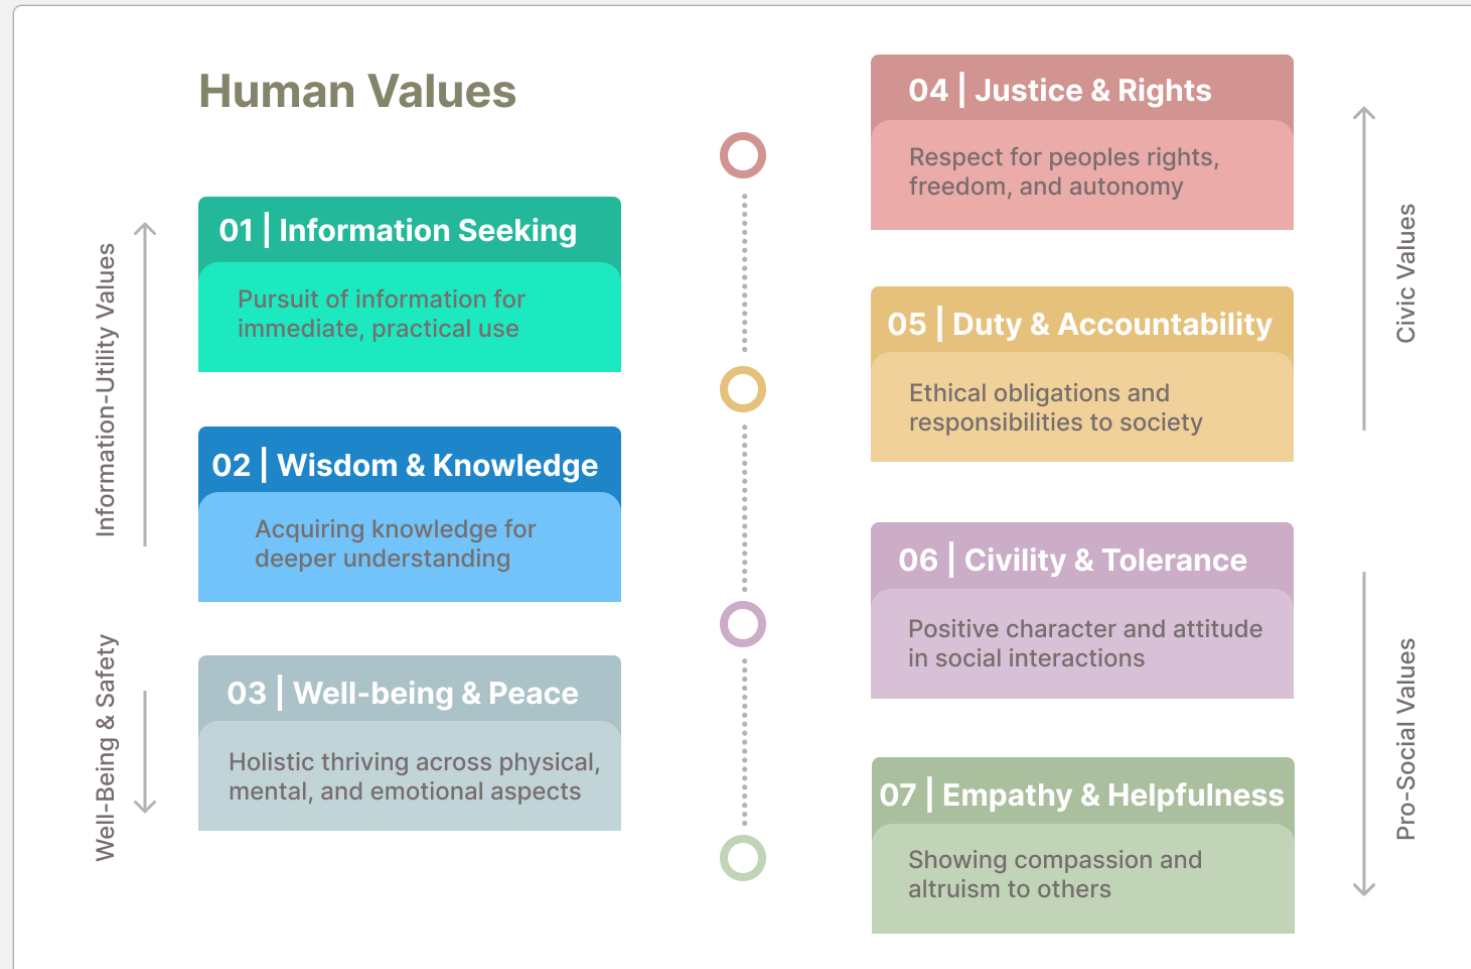 Human Values
Information-Utility Values
01 | Information Seeking
Pursuit of information for
immediate, practical use
02 | Wisdom & Knowledge
Acquiring knowledge for
deeper understanding
Well-Being & Safety
03 | Well-being & Peace
Holistic thriving across physical,
mental, and emotional aspects
04 | Justice & Rights
Respect for peoples rights,
freedom, and autonomy
Civic Values
05 | Duty & Accountability
Ethical obligations and
responsibilities to society
06 | Civility & Tolerance
Positive character and attitude
in social interactions
Pro-Social Values
07 | Empathy & Helpfulness
Showing compassion and
altruism to others